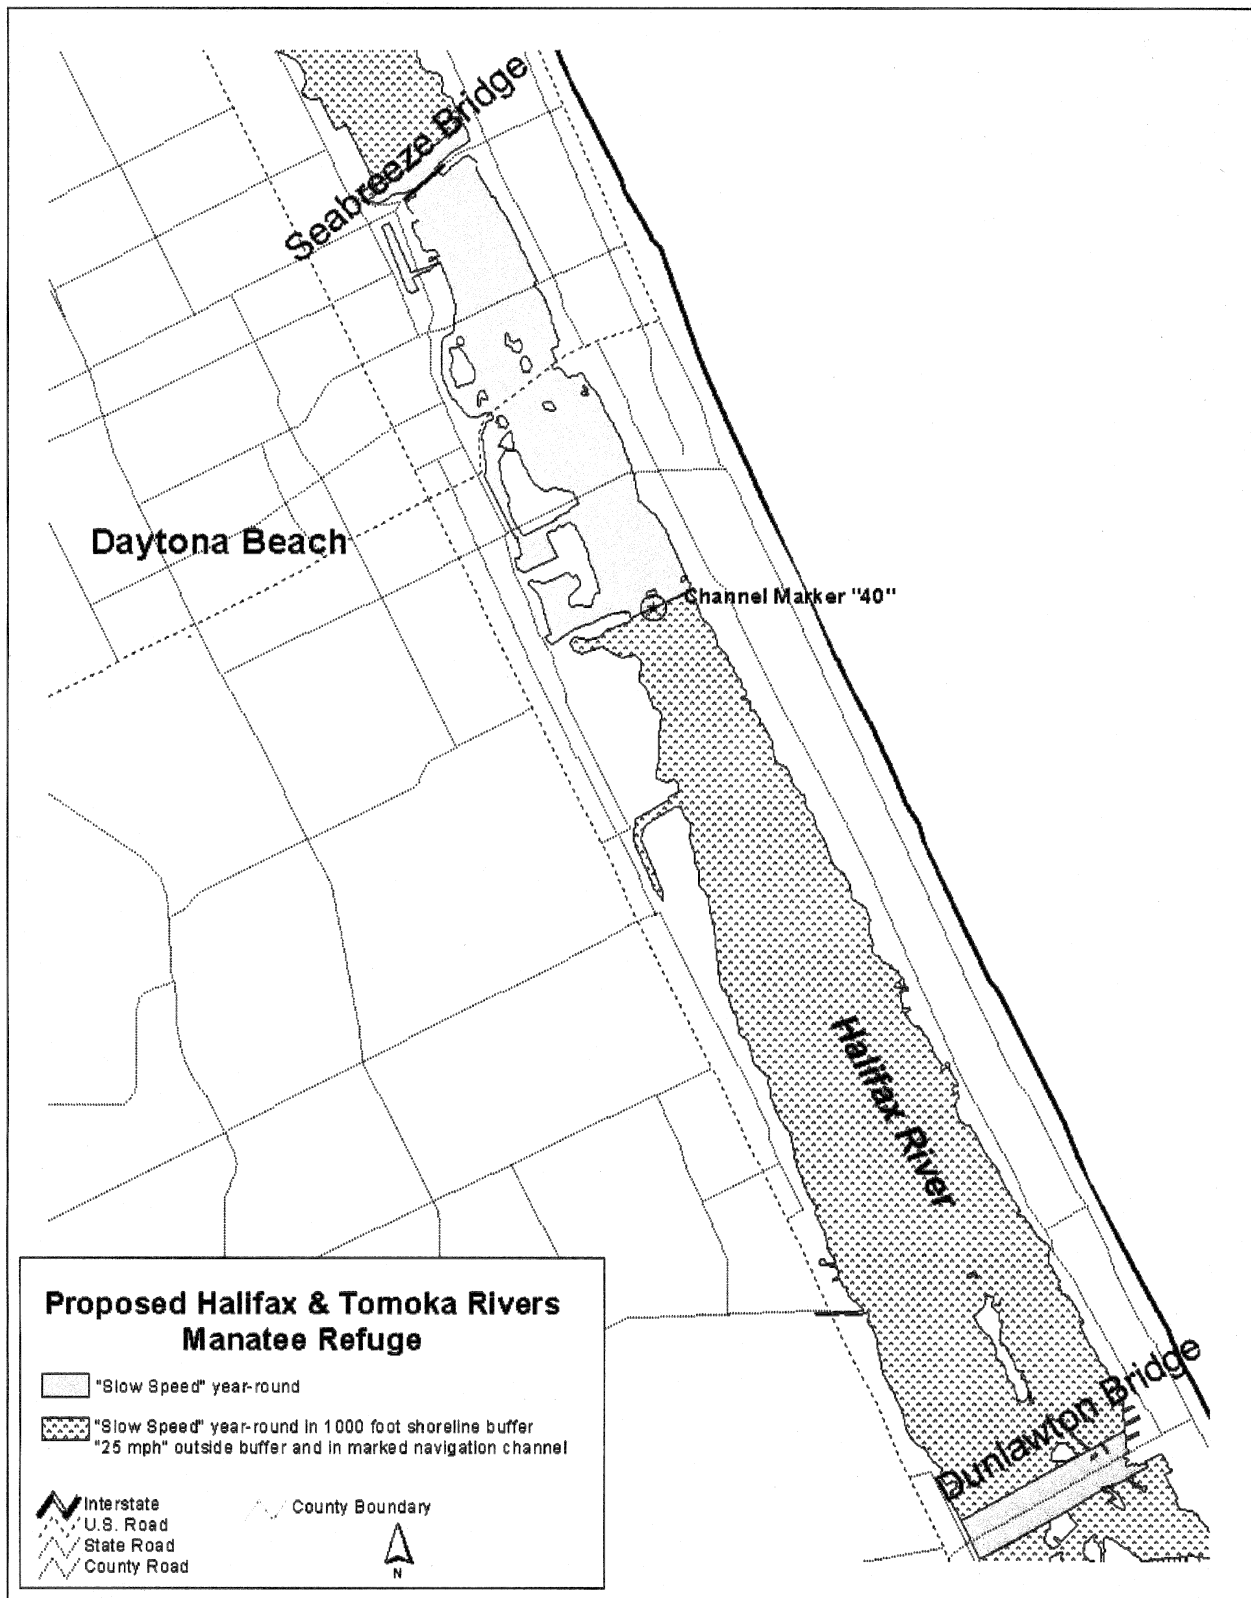 Seabreeze Bridge
Daytona Beach
Channel Marker "40"
Halifax River
Dunlawton Bridge
Proposed Halifax & Tomoka Rivers
Manatee Refuge
"Slow Speed" year-round
"Slow Speed" year-round in 1000 foot shoreline buffer
"25 mph" outside buffer and in marked navigation channel
Interstate
U.S. Road
State Road
County Road
County Boundary
N